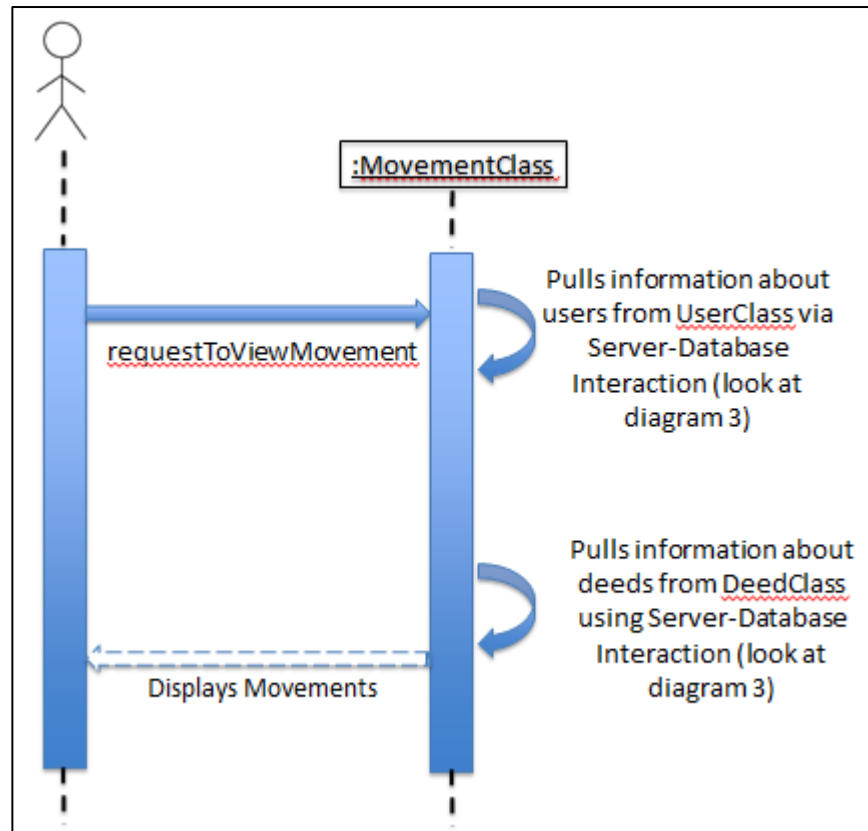 :MovementClass
requestToViewMovement
Pulls information about
users from UserClass via
Server-Database
Interaction (look at
diagram 3)
Pulls information about
deeds from DeedClass
using Server-Database
Interaction (look at
diagram 3)
Displays Movements